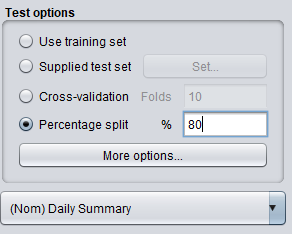 Test options
Use training set
Supplied test set Set...
Cross-validation Folds 10
Percentage split % 80
More options...
(Nom) Daily Summary